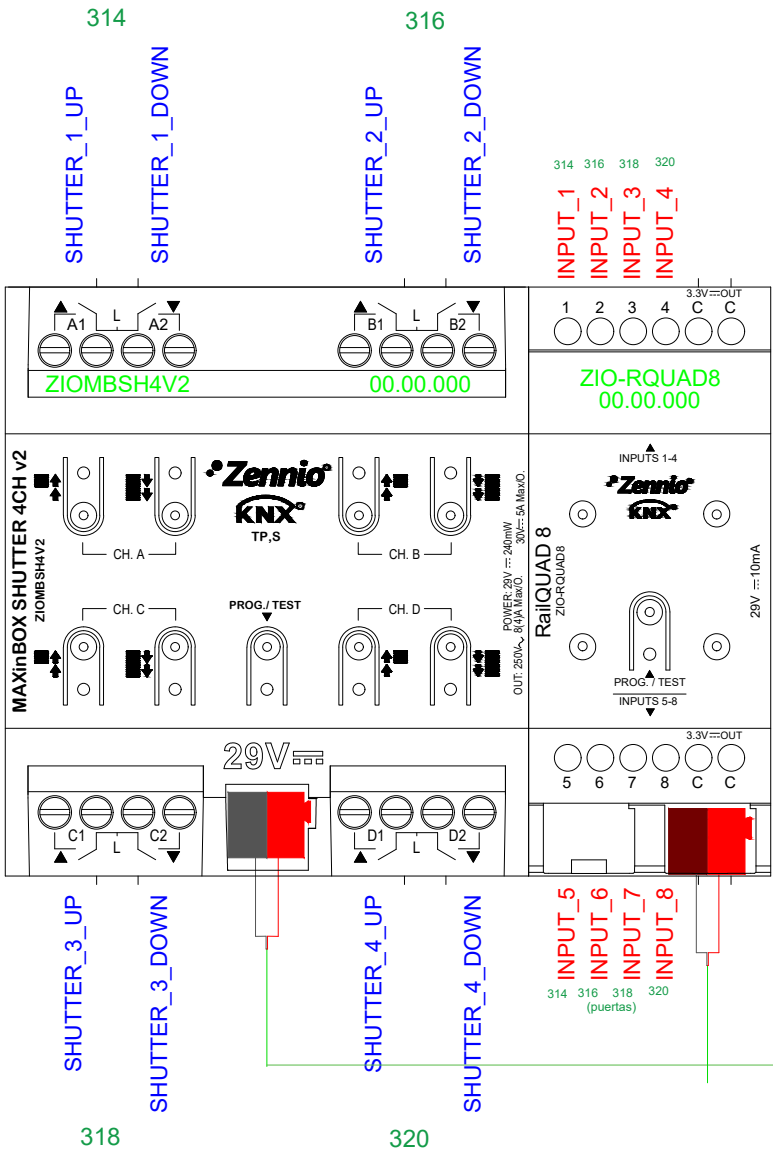 314
316
SHUTTER_1_UP
SHUTTER_1_DOWN
SHUTTER_2_UP
SHUTTER_2_DOWN
314 316 318 320
INPUT_1
INPUT_2
INPUT_3
INPUT_4
A1 L A2
B1 L B2
3.3V OUT
1 2 3 4 C C
ZIOMBSH4V2 00.00.000
ZIO-RQUAD8
00.00.000
MAXinBOX SHUTTER 4CH v2
ZIOMBSH4V2
Zennio
KNX
TP,S
CH. A
CH. B
CH. C
CH. D
PROG./ TEST
POWER: 29V 240mW
OUT: 250V 8(4)A Max/O. 30V 5A Max/O.
RailQUAD 8
ZIO-RQUAD8
INPUTS 1-4
Zennio
KNX
29V 10mA
PROG. / TEST
INPUTS 5-8
29V
3.3V OUT
5 6 7 8 C C
C1 L C2
D1 L D2
SHUTTER_3_UP
SHUTTER_3_DOWN
SHUTTER_4_UP
SHUTTER_4_DOWN
INPUT_5
INPUT_6
INPUT_7
INPUT_8
314 316 318 320
(puertas)
318
320